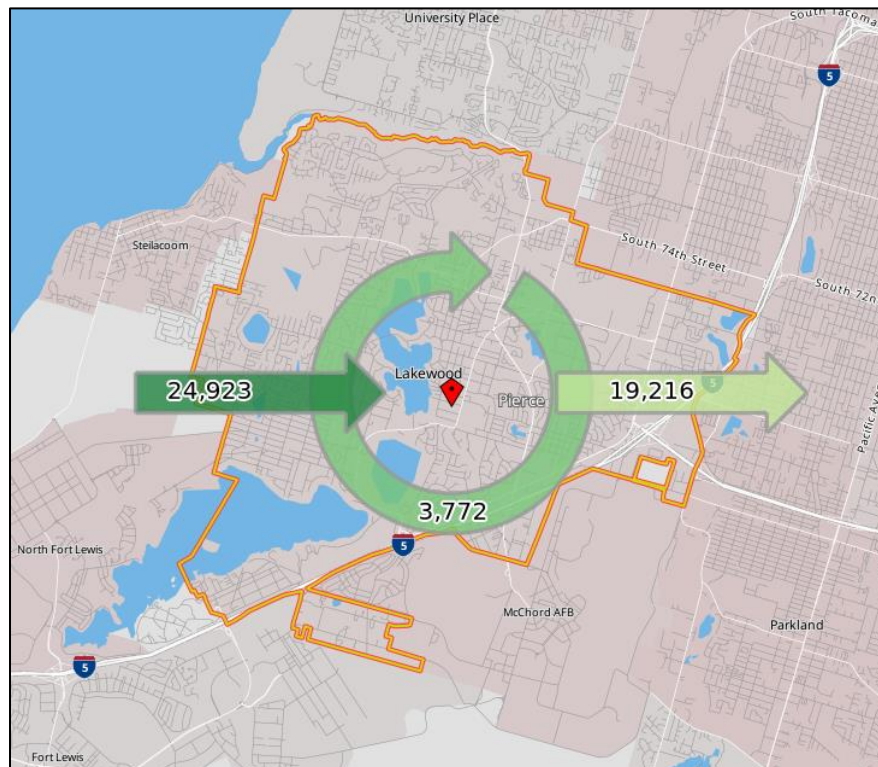 University Place
South Tacoma
5
Steilacoom
South 74th Street
South 72n
24,923
Lakewood
Pierce
19,216
5
Pacific Ave
3,772
5
North Fort Lewis
McChord AFB
Parkland
5
Fort Lewis